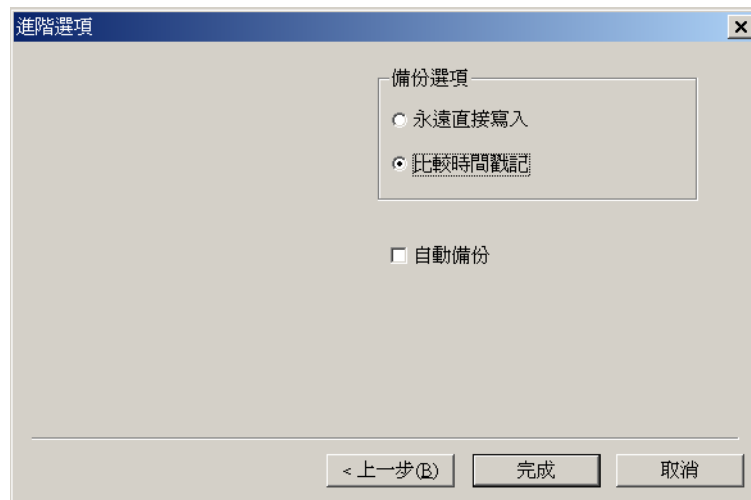 進階選項
備份選項
永遠直接寫入
比較時間戳記
自動備份
<上一步(B)
完成
取消